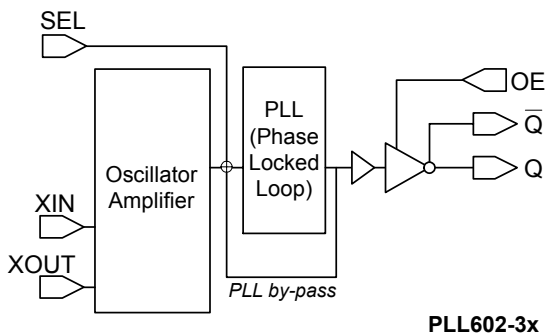 SEL
OE
PLL
(Phase
Locked
Loop)
Q̅
Oscillator
Amplifier
Q
XIN
XOUT
PLL by-pass
PLL602-3x